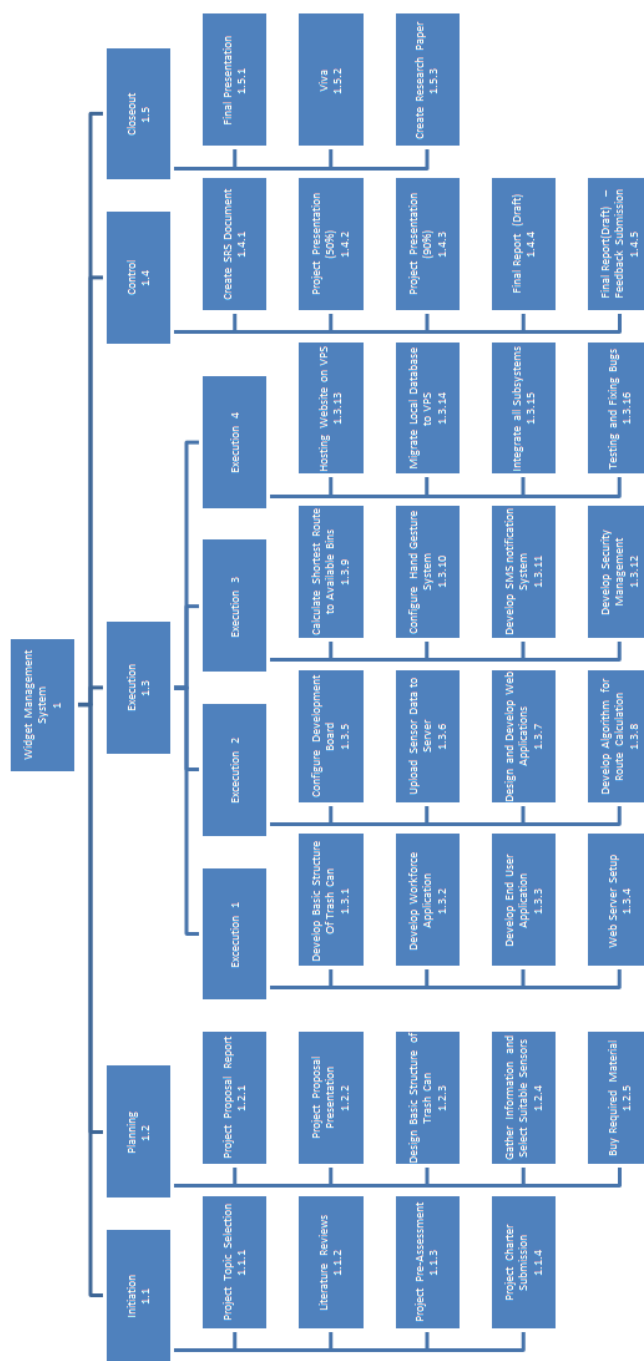 Widget Management
System
1
Initiation
1.1
Project Topic Selection
1.1.1
Literature Reviews
1.1.2
Project Pre-Assessment
1.1.3
Project Charter
Submission
1.1.4
Planning
1.2
Project Proposal Report
1.2.1
Project Proposal
Presentation
1.2.2
Design Basic Structure of
Trash Can
1.2.3
Gather Information and
Select Suitable Sensors
1.2.4
Buy Required Material
1.2.5
Execution
1.3
Excecution 1
Develop Basic Structure
Of Trash Can
1.3.1
Develop Workforce
Application
1.3.2
Develop End User
Application
1.3.3
Web Server Setup
1.3.4
Excecution 2
Configure Development
Board
1.3.5
Upload Sensor Data to
Server
1.3.6
Design and Develop Web
Applications
1.3.7
Develop Algorithm for
Route Calculation
1.3.8
Execution 3
Calculate Shortest Route
to Available Bins
1.3.9
Configure Hand Gesture
System
1.3.10
Develop SMS notification
System
1.3.11
Develop Security
Management
1.3.12
Execution 4
Hosting Website on VPS
1.3.13
Migrate Local Database
to VPS
1.3.14
Integrate all Subsystems
1.3.15
Testing and Fixing Bugs
1.3.16
Control
1.4
Create SRS Document
1.4.1
Project Presentation
(50%)
1.4.2
Project Presentation
(90%)
1.4.3
Final Report (Draft)
1.4.4
Final Report(Draft) –
Feedback Submission
1.4.5
Closeout
1.5
Final Presentation
1.5.1
Viva
1.5.2
Create Research Paper
1.5.3